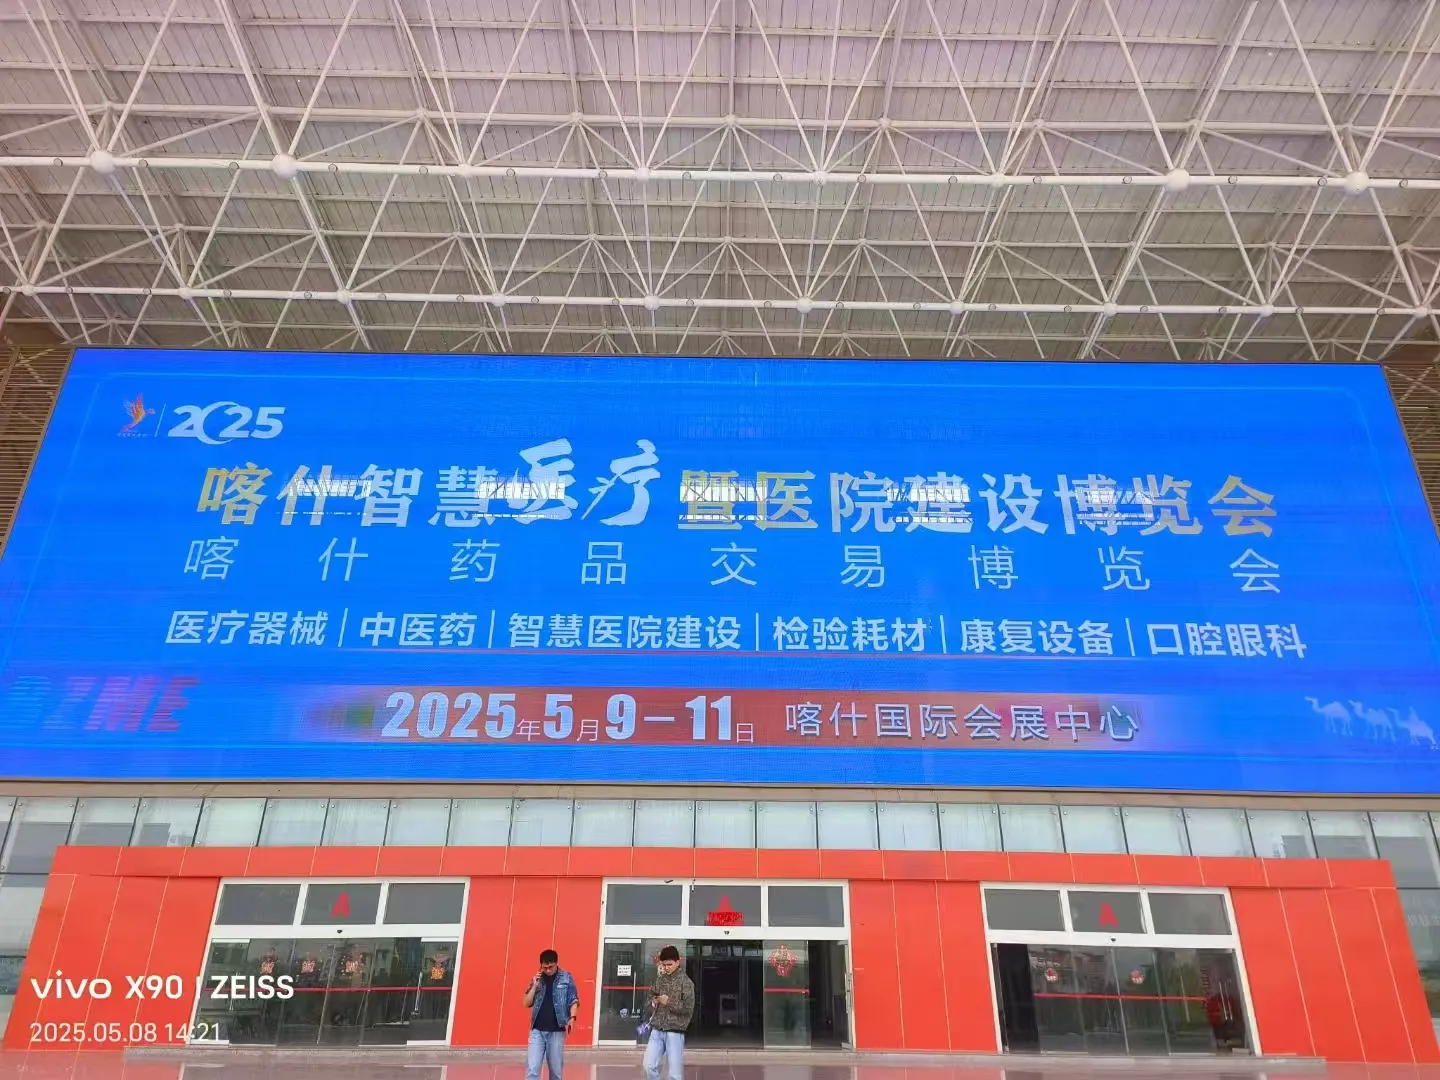 2025
喀什智慧医疗暨医院建设博览会
喀什药品交易博览会
医疗器械|中医药|智慧医院建设|检验耗材|康复设备|口腔眼科
ZME
2025年5月9-11日 喀什国际会展中心
A A A
vivo X90 | ZEISS
2025.05.08 14:21